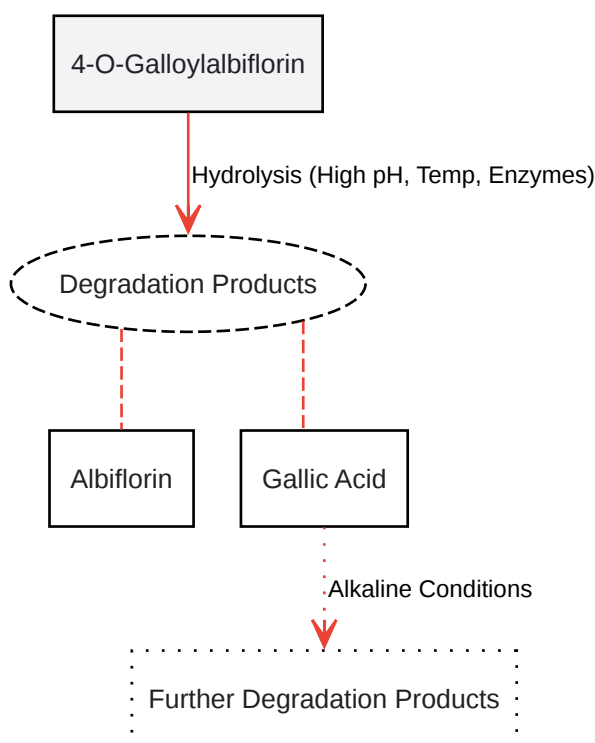 4-O-Galloylalbiflorin
Hydrolysis (High pH, Temp, Enzymes)
Degradation Products
Albiflorin
Gallic Acid
Alkaline Conditions
Further Degradation Products